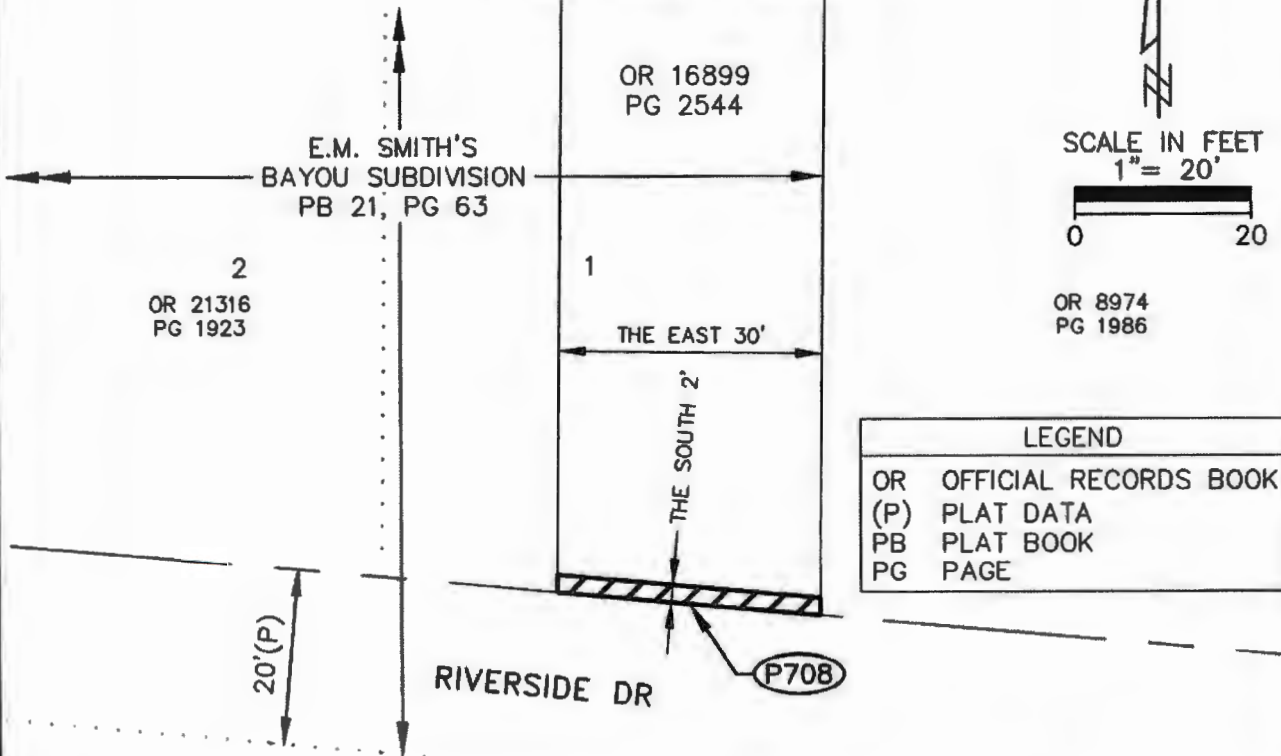 OR 16899
PG 2544
E.M. SMITH'S
BAYOU SUBDIVISION
PB 21, PG 63
N
SCALE IN FEET
1"= 20'
0 20
2
OR 21316
PG 1923
1
OR 8974
PG 1986
THE EAST 30'
THE SOUTH 2'
LEGEND
OR OFFICIAL RECORDS BOOK
(P) PLAT DATA
PB PLAT BOOK
PG PAGE
20'(P)
RIVERSIDE DR
P708